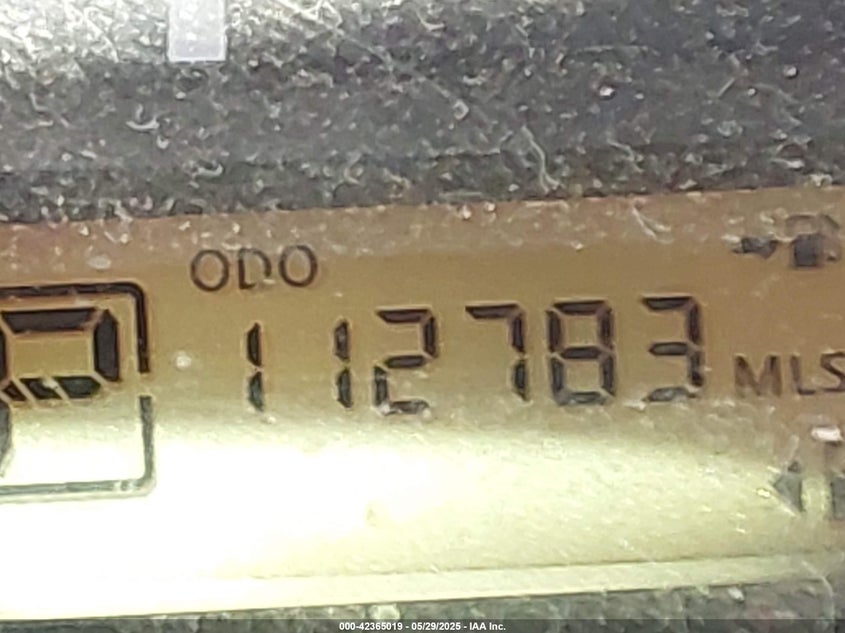 ODO
P 112783 MLS
000-42365019 - 05/29/2025 - IAA Inc.